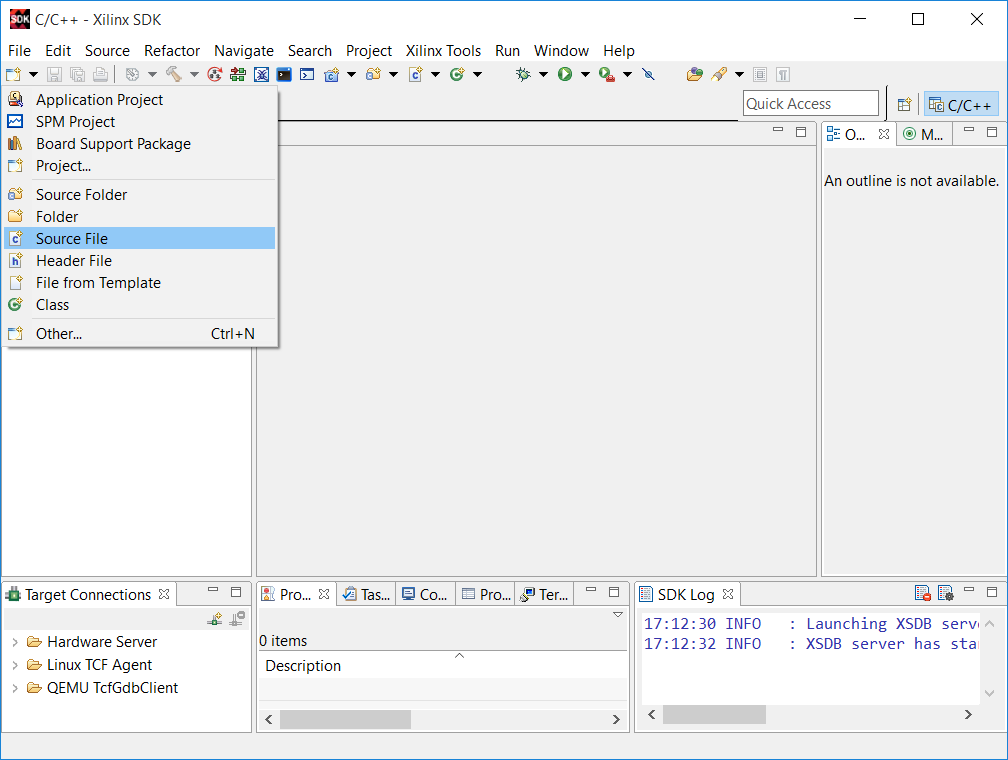 SDK C/C++ - Xilinx SDK
File Edit Source Refactor Navigate Search Project Xilinx Tools Run Window Help
Application Project
SPM Project
Board Support Package
Project...
Source Folder
Folder
Source File
Header File
File from Template
Class
Other... Ctrl+N
Quick Access
C/C++
O...
M...
An outline is not available.
Target Connections
Hardware Server
Linux TCF Agent
QEMU TcfGdbClient
Pro... Tas... Co... Pro... Ter...
0 items
Description
SDK Log
17:12:30 INFO : Launching XSDB serve
17:12:32 INFO : XSDB server has sta